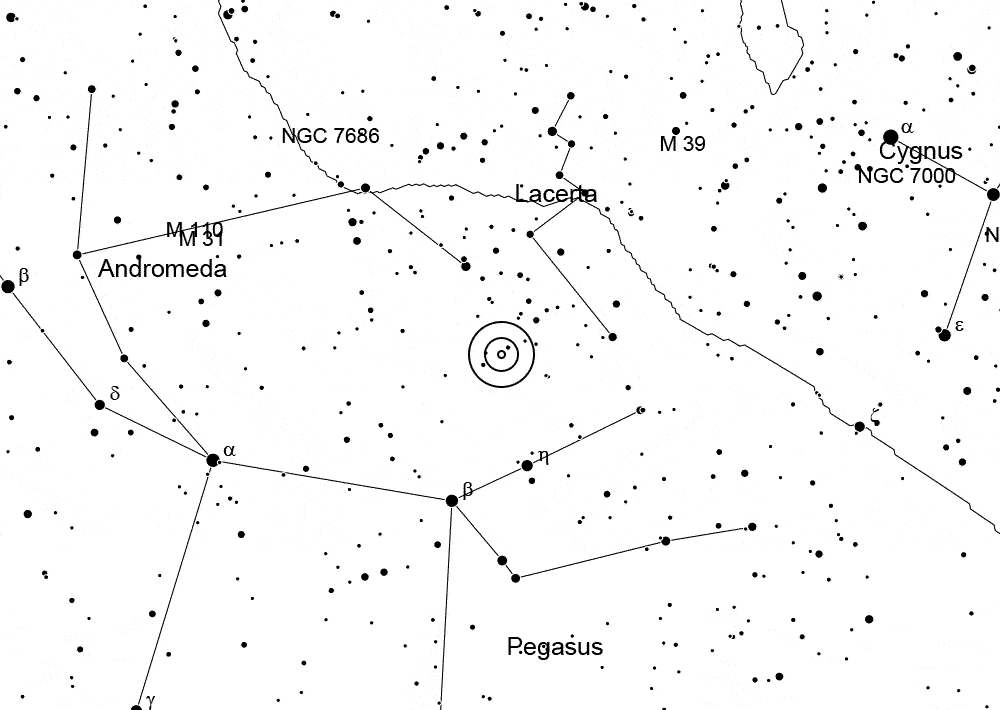 α
M 39
Cygnus
NGC 7686
NGC 7000
Lacerta
M 110
M 31
N
Andromeda
β
ε
δ
ζ
α
η
β
Pegasus
γ